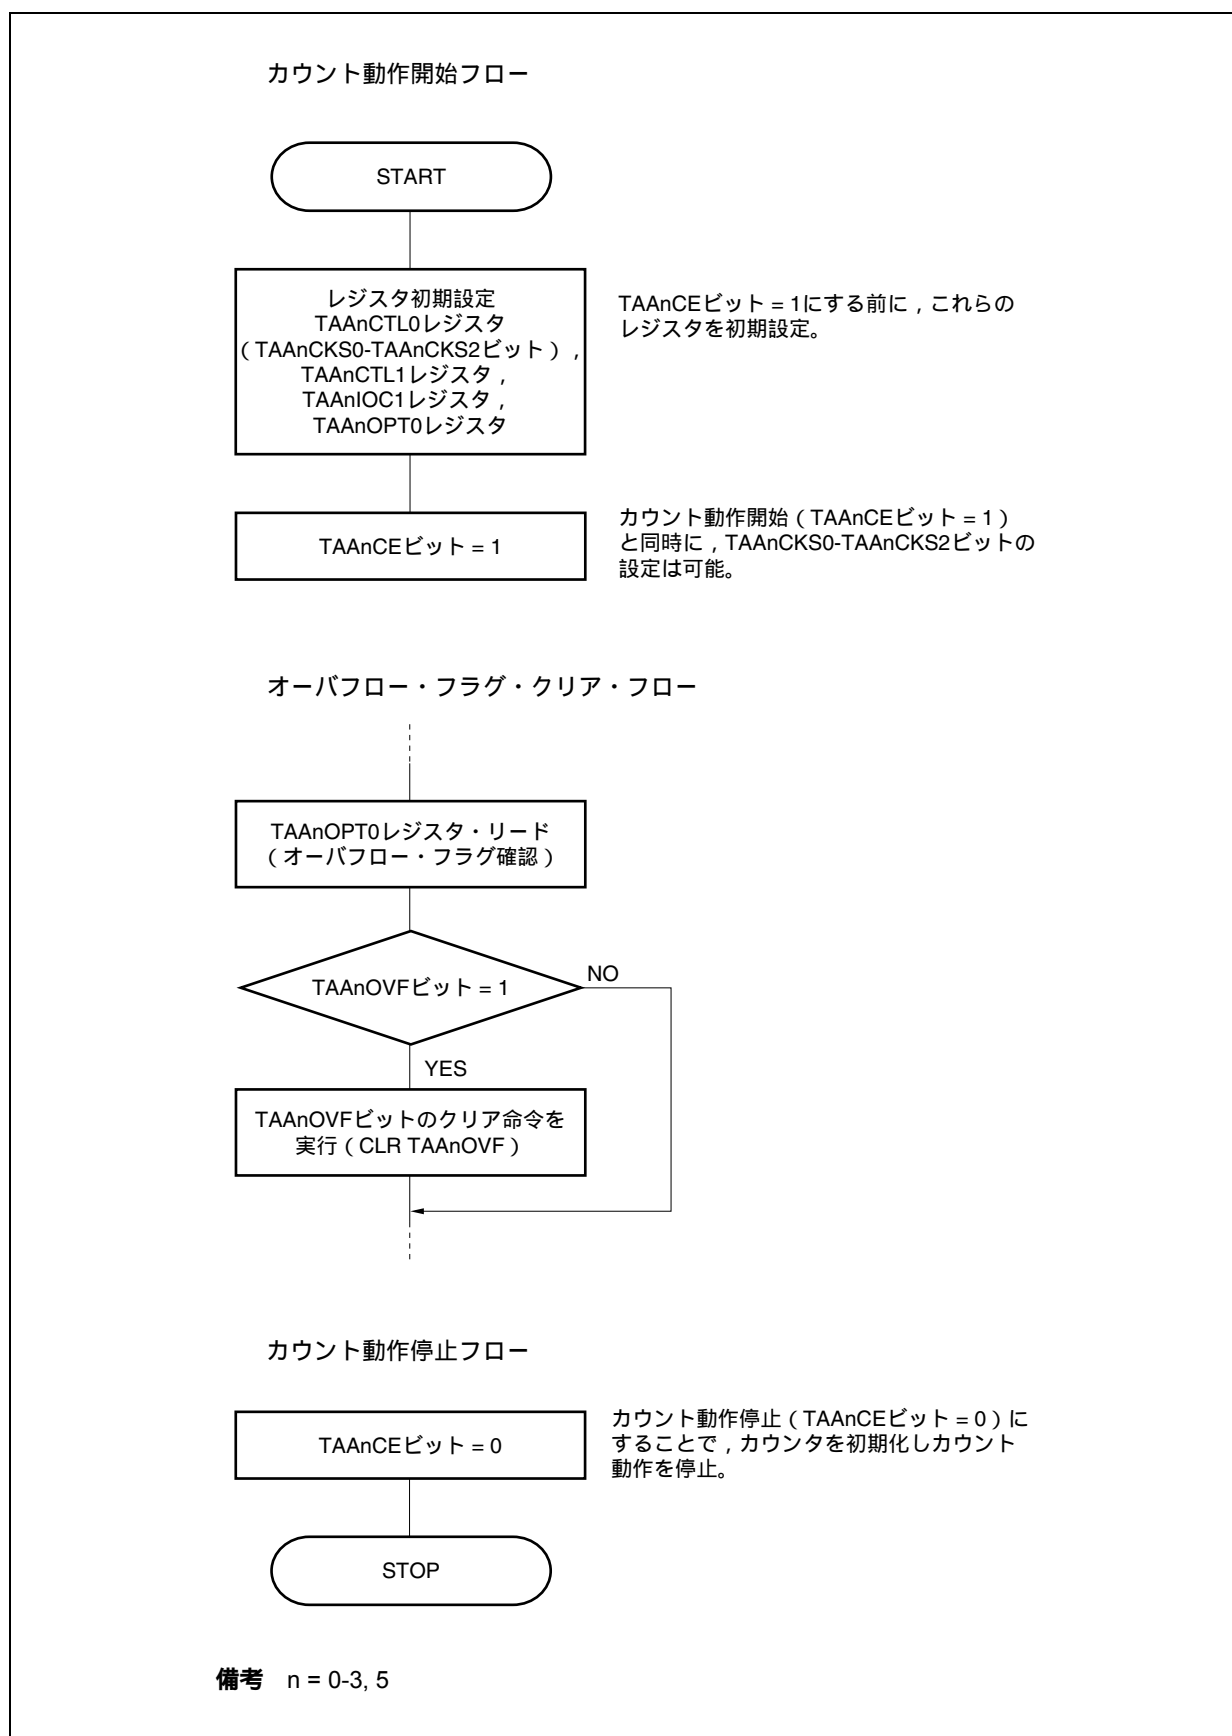 カウント動作開始フロー
START
レジスタ初期設定
TAAnCTL0レジスタ
（TAAnCKS0-TAAnCKS2ビット），
TAAnCTL1レジスタ，
TAAnIOC1レジスタ，
TAAnOPT0レジスタ
TAAnCEビット = 1にする前に，これらの
レジスタを初期設定。
TAAnCEビット = 1
カウント動作開始（TAAnCEビット = 1）
と同時に，TAAnCKS0-TAAnCKS2ビットの
設定は可能。
オーバフロー・フラグ・クリア・フロー
TAAnOPT0レジスタ・リード
（オーバフロー・フラグ確認）
TAAnOVFビット = 1
NO
YES
TAAnOVFビットのクリア命令を
実行（CLR TAAnOVF）
カウント動作停止フロー
TAAnCEビット = 0
カウント動作停止（TAAnCEビット = 0）に
することで，カウンタを初期化しカウント
動作を停止。
STOP
備考 n = 0-3, 5